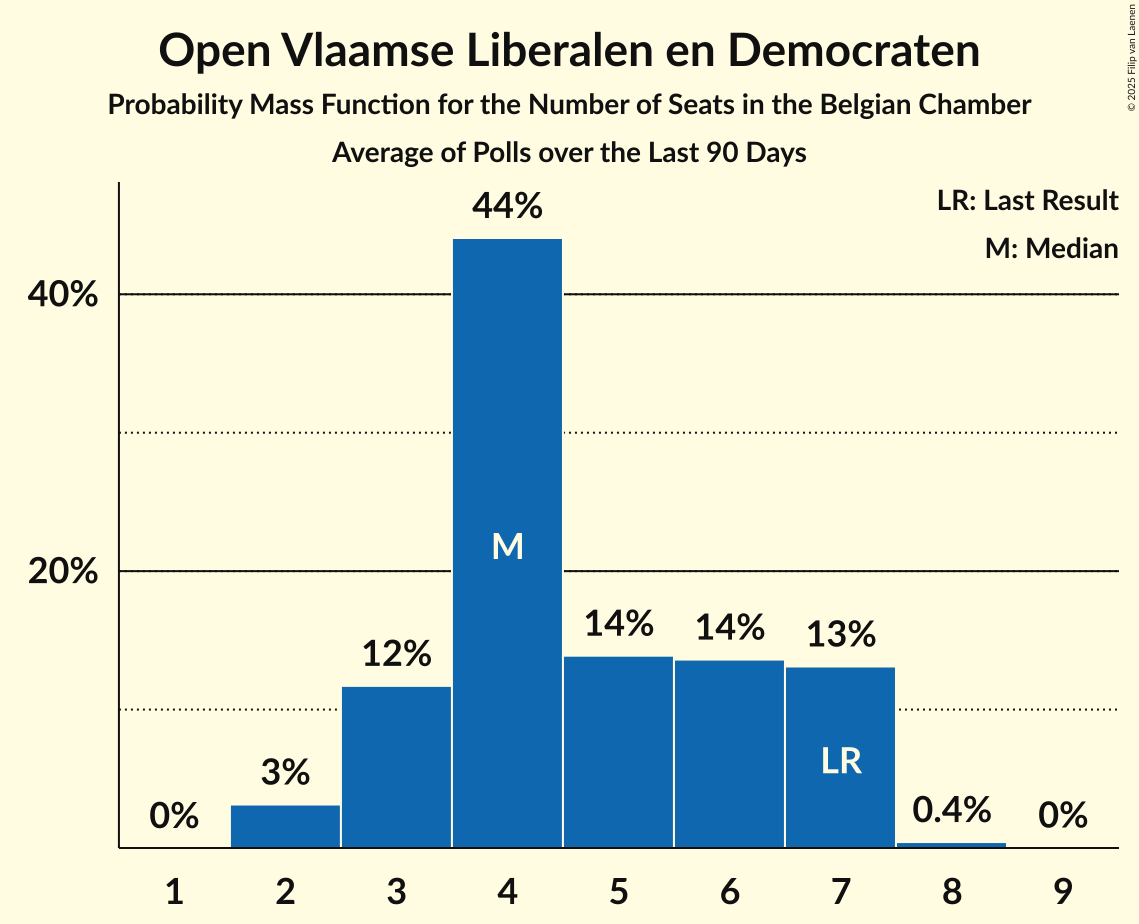 Open Vlaamse Liberalen en Democraten
Probability Mass Function for the Number of Seats in the Belgian Chamber
Average of Polls over the Last 90 Days
© 2025 Filip van Laenen
LR: Last Result
M: Median
44%
40%
M
20%
14%
14%
13%
12%
LR
3%
0.4%
0%
0%
1 2 3 4 5 6 7 8 9